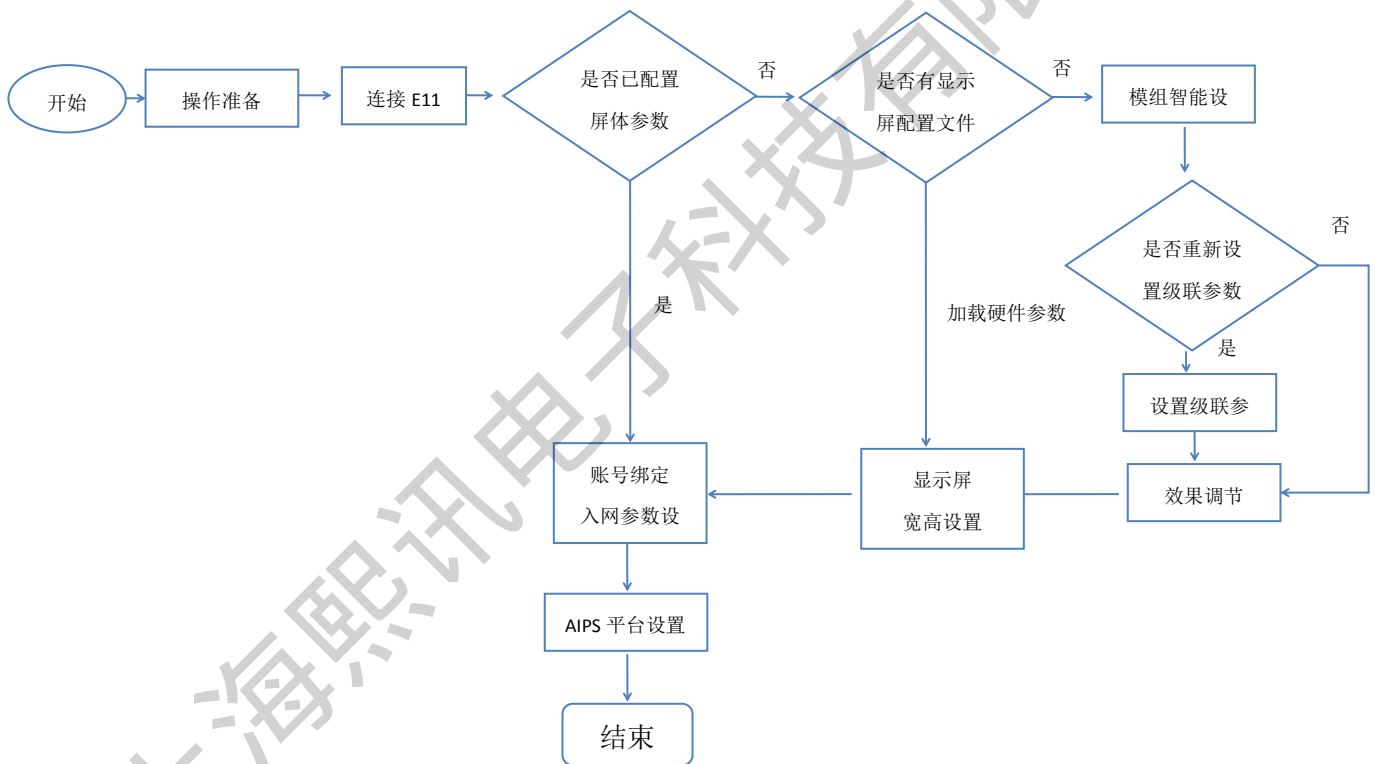 开始
操作准备
连接 E11
是否已配置
屏体参数
否
是否有显示
屏配置文件
否
模组智能设
是否重新设
置级联参数
否
是
加载硬件参数
是
设置级联参
账号绑定
入网参数设
显示屏
宽高设置
效果调节
AIPS 平台设置
结束
上海熙讯电子科技有限